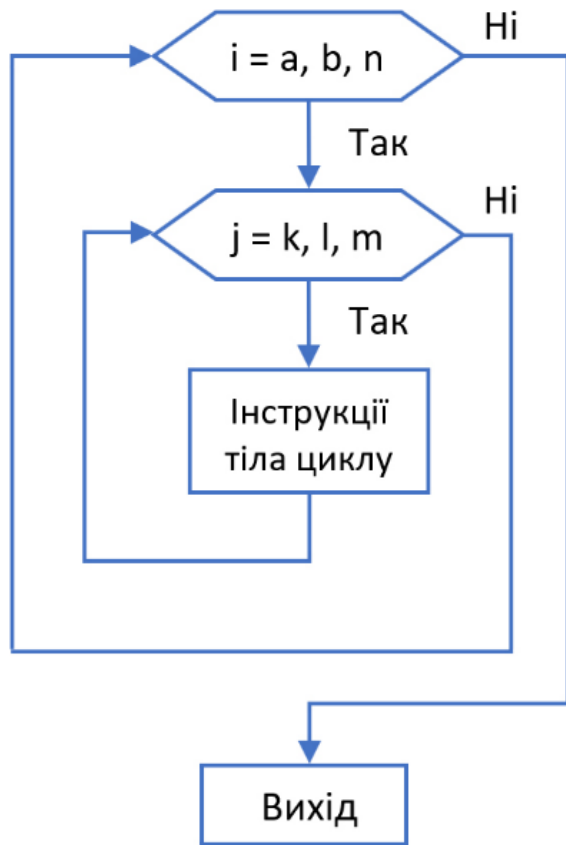 i = a, b, n
Ні
Так
j = k, l, m
Ні
Так
Інструкції
тіла циклу
Вихід